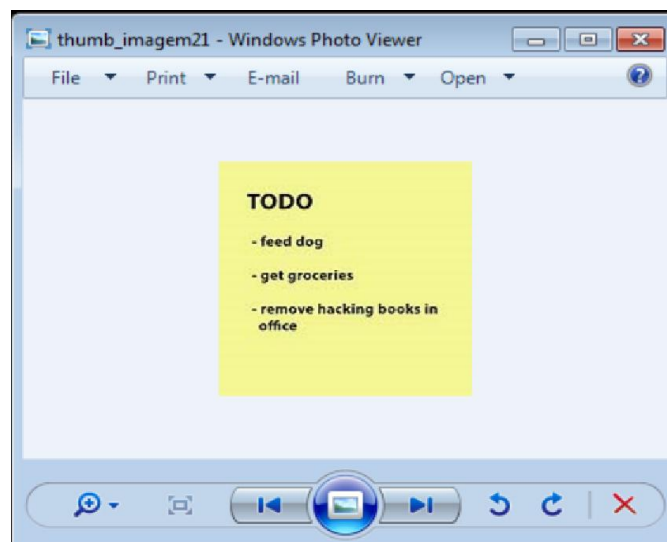 thumb_imagem21 - Windows Photo Viewer
File Print E-mail Burn Open
TODO
- feed dog
- get groceries
- remove hacking books in
office